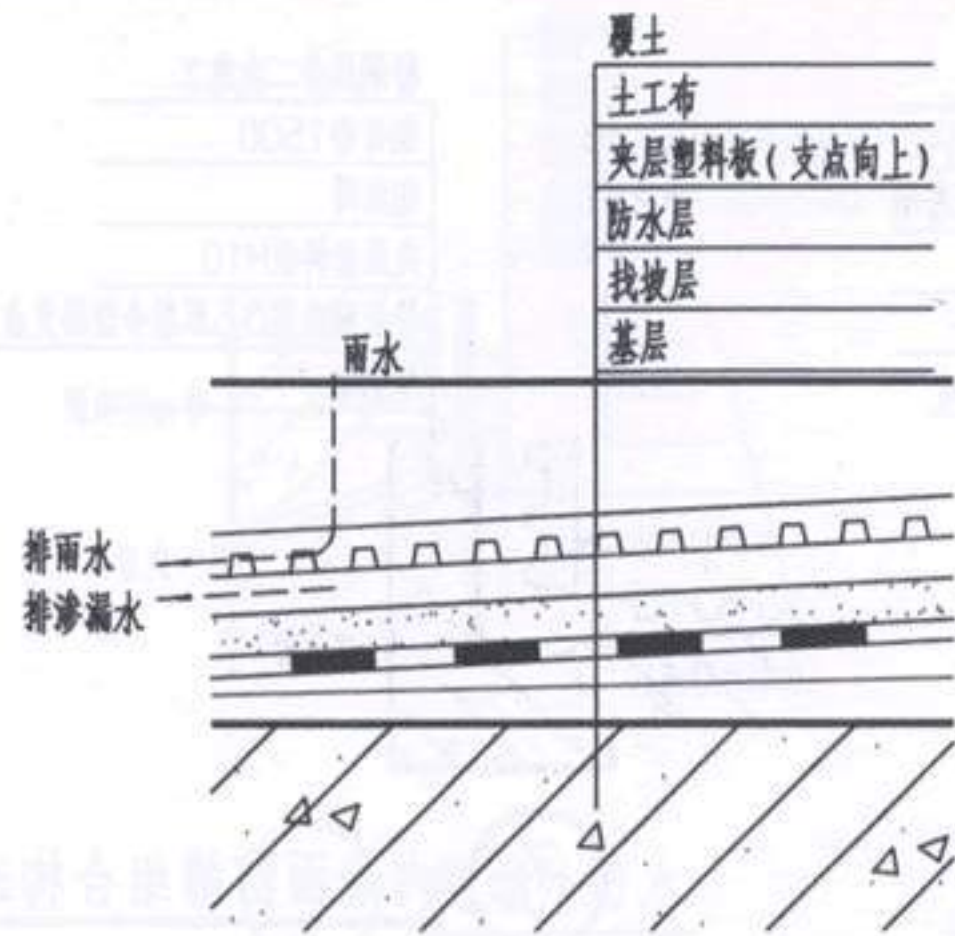 覆土
土工布
夹层塑料板(支点向上)
防水层
找坡层
基层
雨水
排雨水
排渗漏水